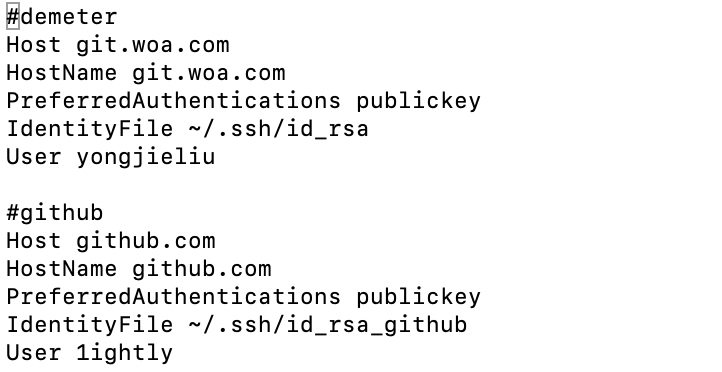 #demeter
Host git.woa.com
HostName git.woa.com
PreferredAuthentications publickey
IdentityFile ~/.ssh/id_rsa
User yongjieliu

#github
Host github.com
HostName github.com
PreferredAuthentications publickey
IdentityFile ~/.ssh/id_rsa_github
User 1ightly